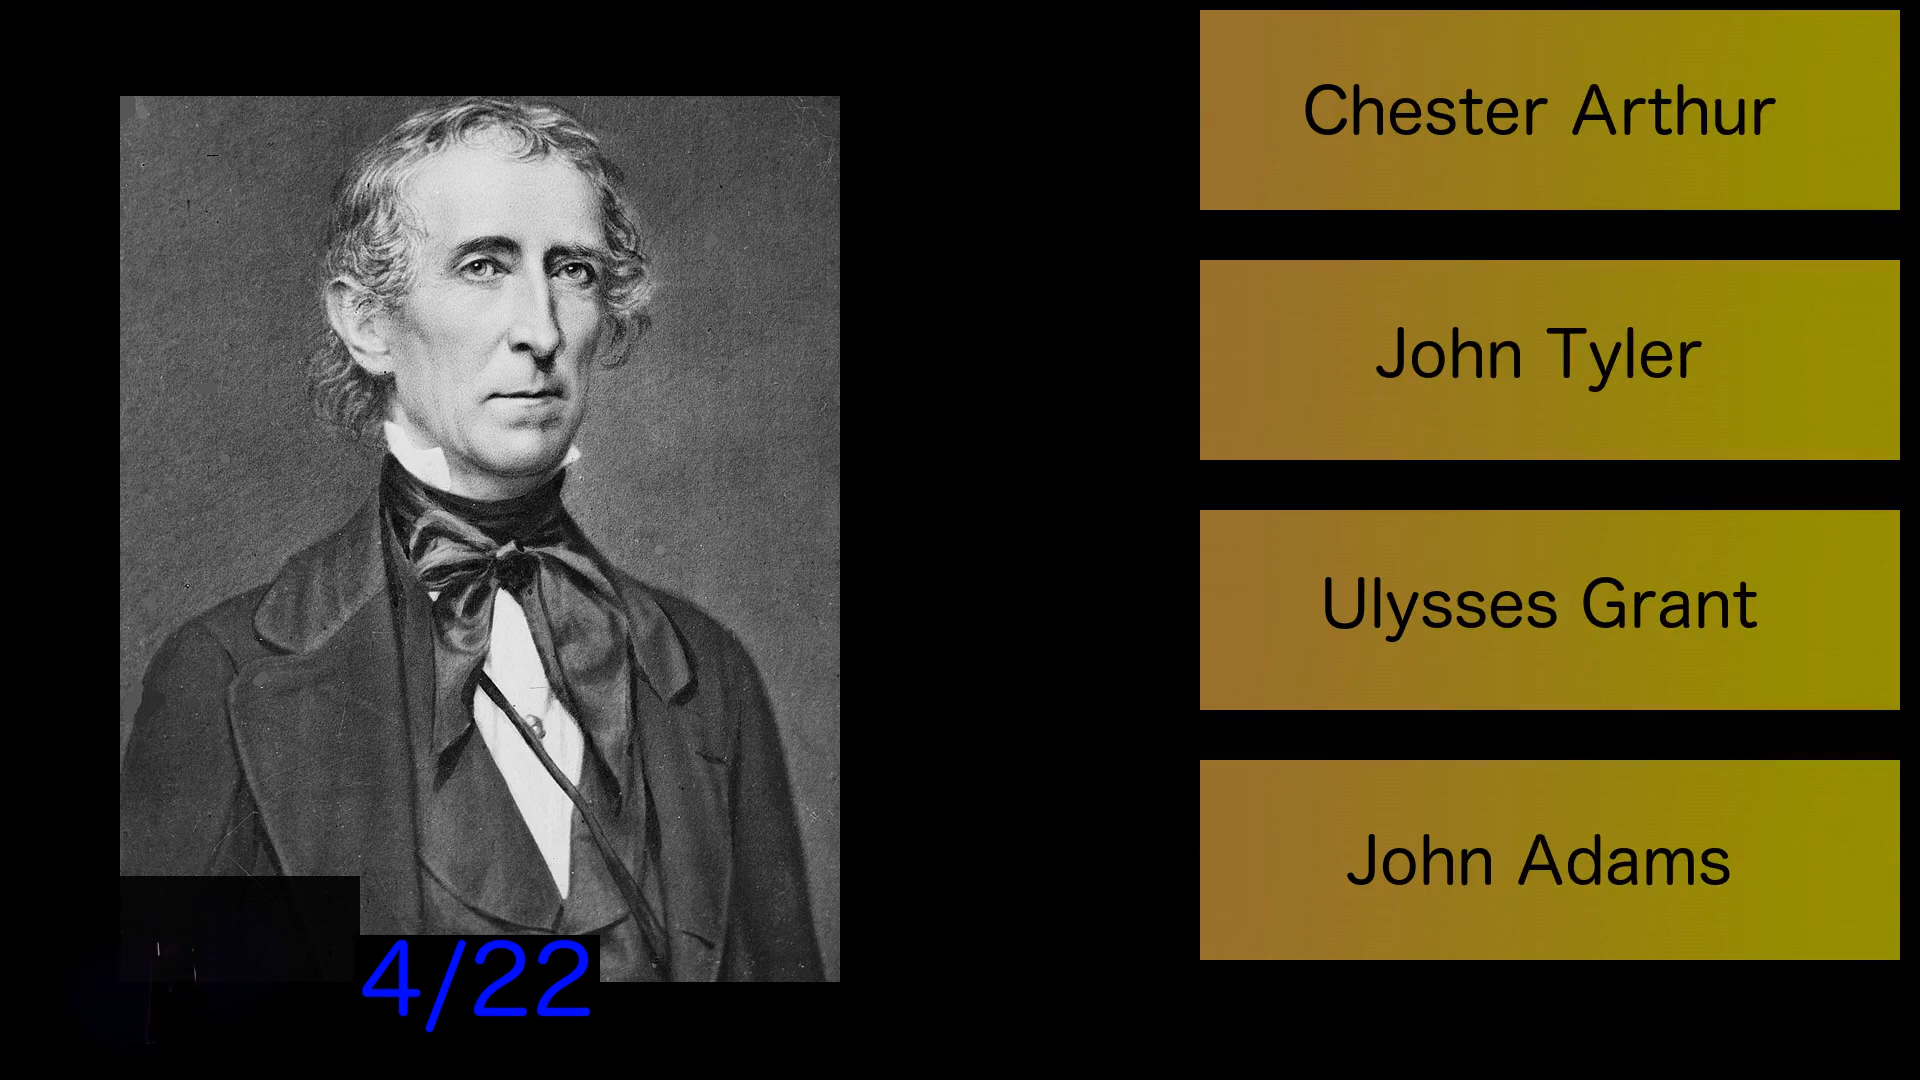 Chester Arthur
John Tyler
Ulysses Grant
John Adams
4/22